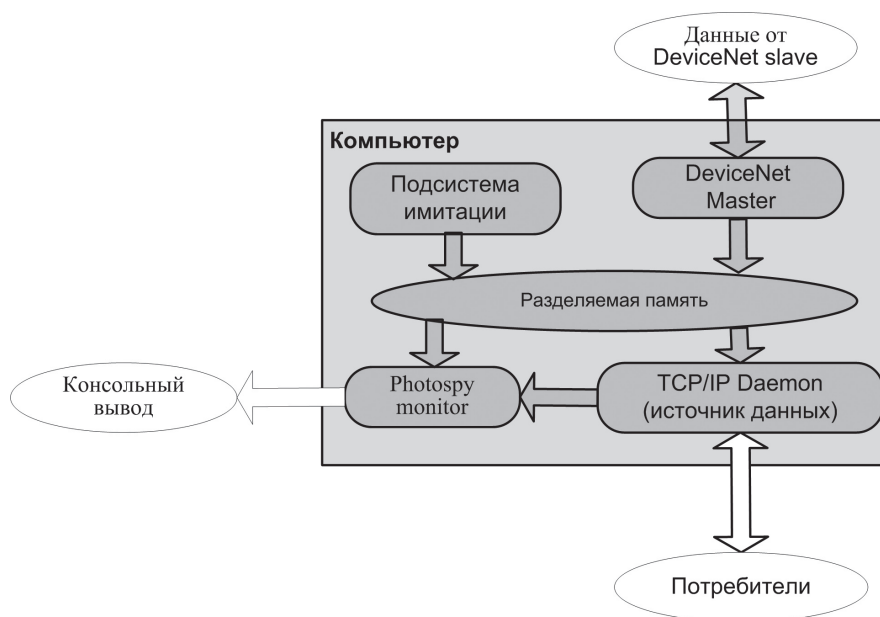 Данные от
DeviceNet slave
Компьютер
Подсистема
имитации
DeviceNet
Master
Разделяемая память
Консольный
вывод
Photospy
monitor
TCP/IP Daemon
(источник данных)
Потребители